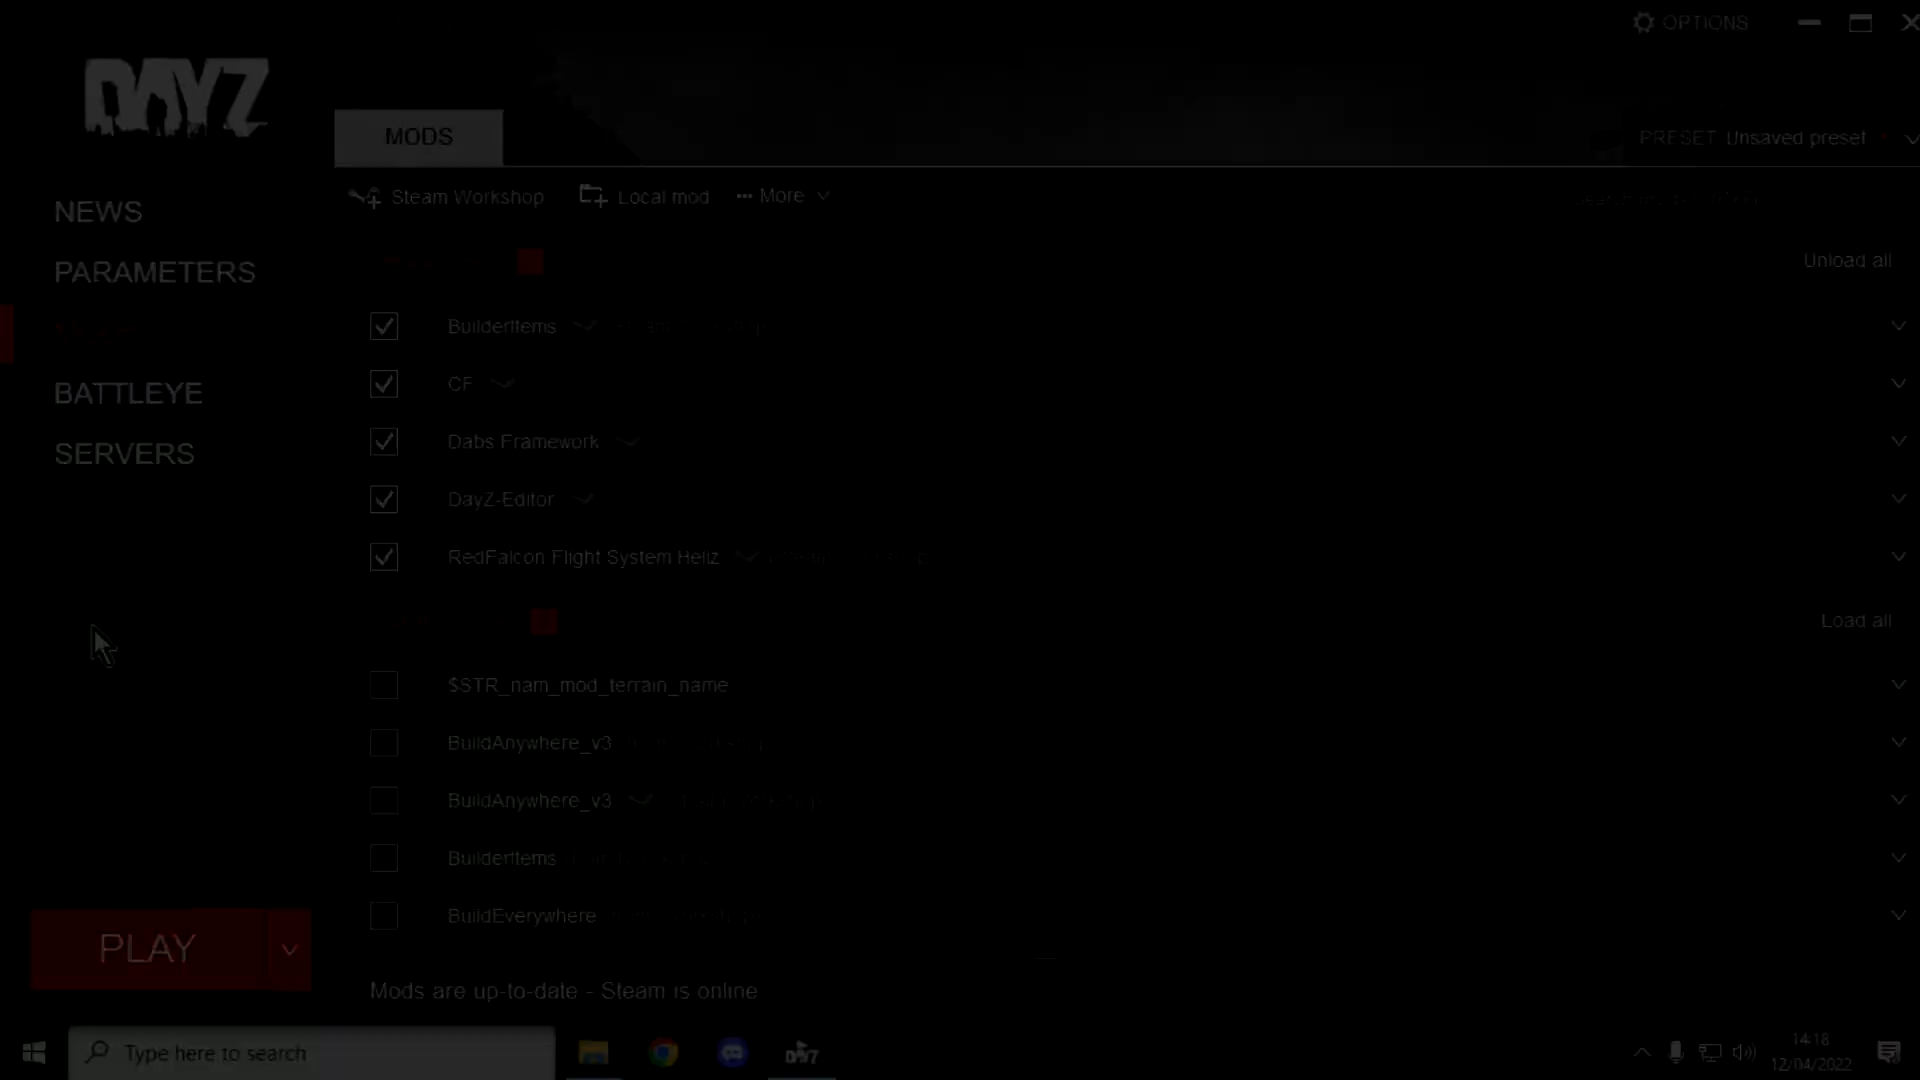 OPTIONS
DAYZ
MODS
PRESET Unsaved preset
Steam Workshop
Local mod
More
NEWS
PARAMETERS
BATTLEYE
SERVERS
Unload all
BuilderItems
CF
Dabs Framework
DayZ-Editor
RedFalcon Flight System Heliz
Load all
$STR_nam_mod_terrain_name
BuildAnywhere_v3
BuildAnywhere_v3
BuilderItems
BuildEverywhere
PLAY
Mods are up-to-date - Steam is online
Type here to search
DAYZ
14:18
12/04/2022